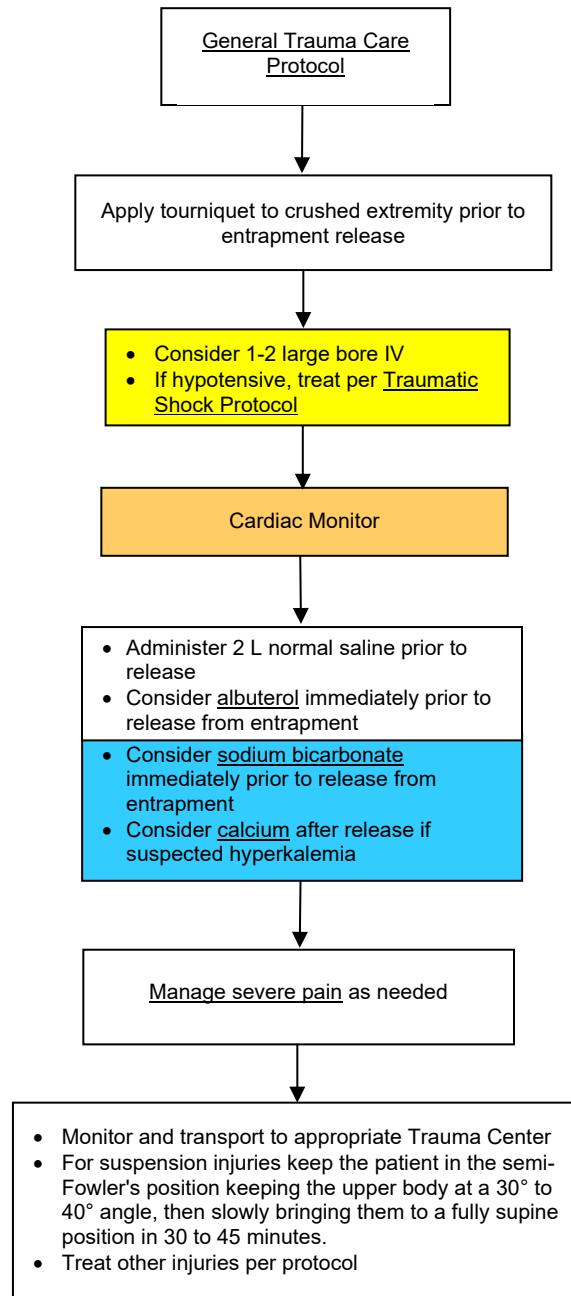 General Trauma Care
Protocol
Apply tourniquet to crushed extremity prior to
entrapment release
• Consider 1-2 large bore IV
• If hypotensive, treat per Traumatic
Shock Protocol
Cardiac Monitor
• Administer 2 L normal saline prior to
release
• Consider albuterol immediately prior to
release from entrapment
• Consider sodium bicarbonate
immediately prior to release from
entrapment
• Consider calcium after release if
suspected hyperkalemia
Manage severe pain as needed
• Monitor and transport to appropriate Trauma Center
• For suspension injuries keep the patient in the semi-
Fowler's position keeping the upper body at a 30° to
40° angle, then slowly bringing them to a fully supine
position in 30 to 45 minutes.
• Treat other injuries per protocol